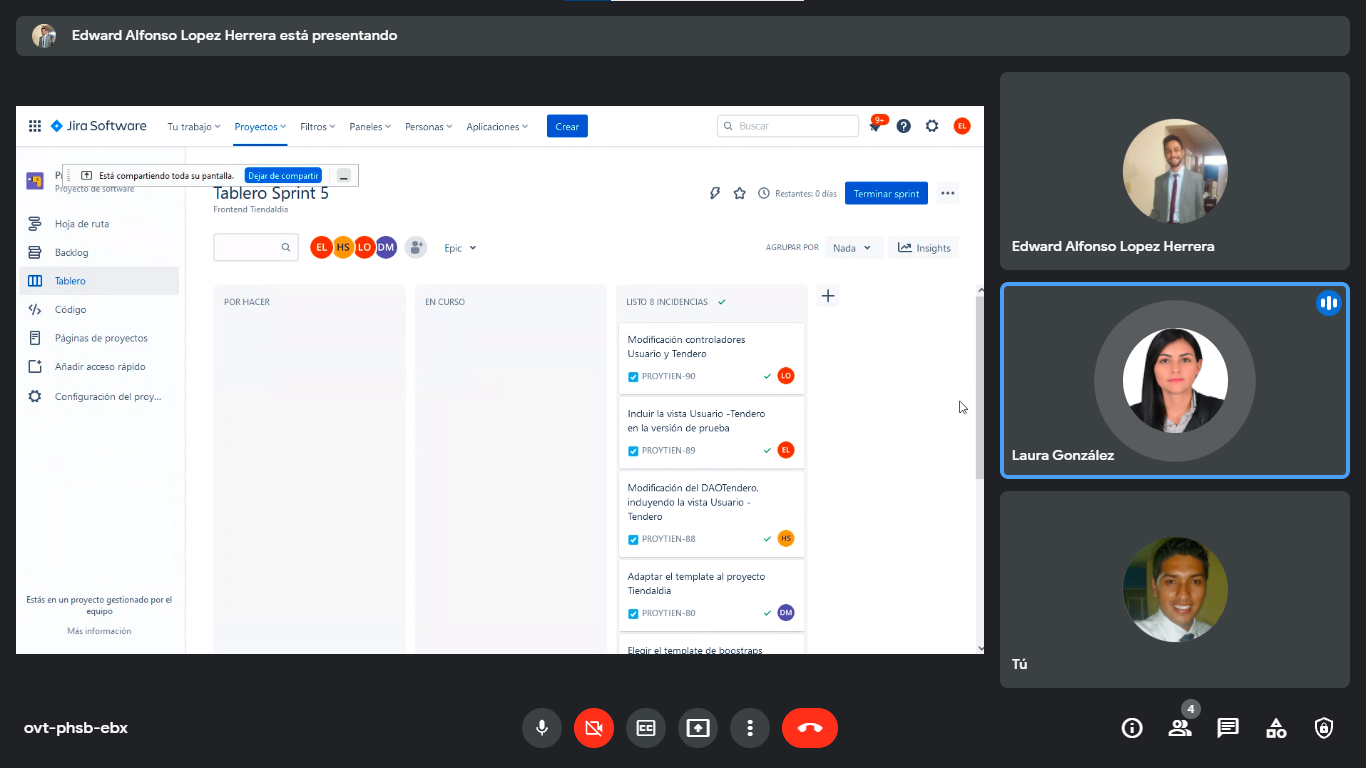 Edward Alfonso Lopez Herrera está presentando
Jira Software
Tu trabajo
Proyectos
Filtros
Paneles
Personas
Aplicaciones
Crear
Buscar
9+
EL
Está compartiendo toda su pantalla.
Dejar de compartir
Proyecto de software
Hoja de ruta
Backlog
Tablero
Código
Páginas de proyectos
Añadir acceso rápido
Configuración del proy...
Estás en un proyecto gestionado por el
equipo
Más información
Tablero Sprint 5
Frontend Tiendaldia
Restantes: 0 días
Terminar sprint
EL
HS
LO
DM
Epic
AGRUPAR POR
Nada
Insights
POR HACER
EN CURSO
LISTO 8 INCIDENCIAS
Modificación controladores
Usuario y Tendero
PROYTIEN-90
LO
Incluir la vista Usuario -Tendero
en la versión de prueba
PROYTIEN-89
EL
Modificación del DAOTendero,
incluyendo la vista Usuario -
Tendero
PROYTIEN-88
HS
Adaptar el template al proyecto
Tiendaldia
PROYTIEN-80
DM
Elegir el template de boostraps
Edward Alfonso Lopez Herrera
Laura González
Tú
ovt-phsb-ebx
CC
4